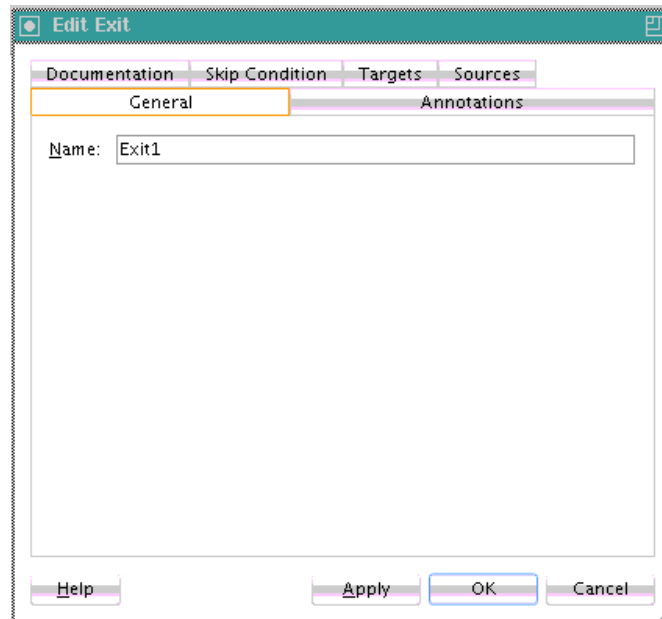 Edit Exit
Documentation Skip Condition Targets Sources
General Annotations
Name: Exit1
Help Apply OK Cancel